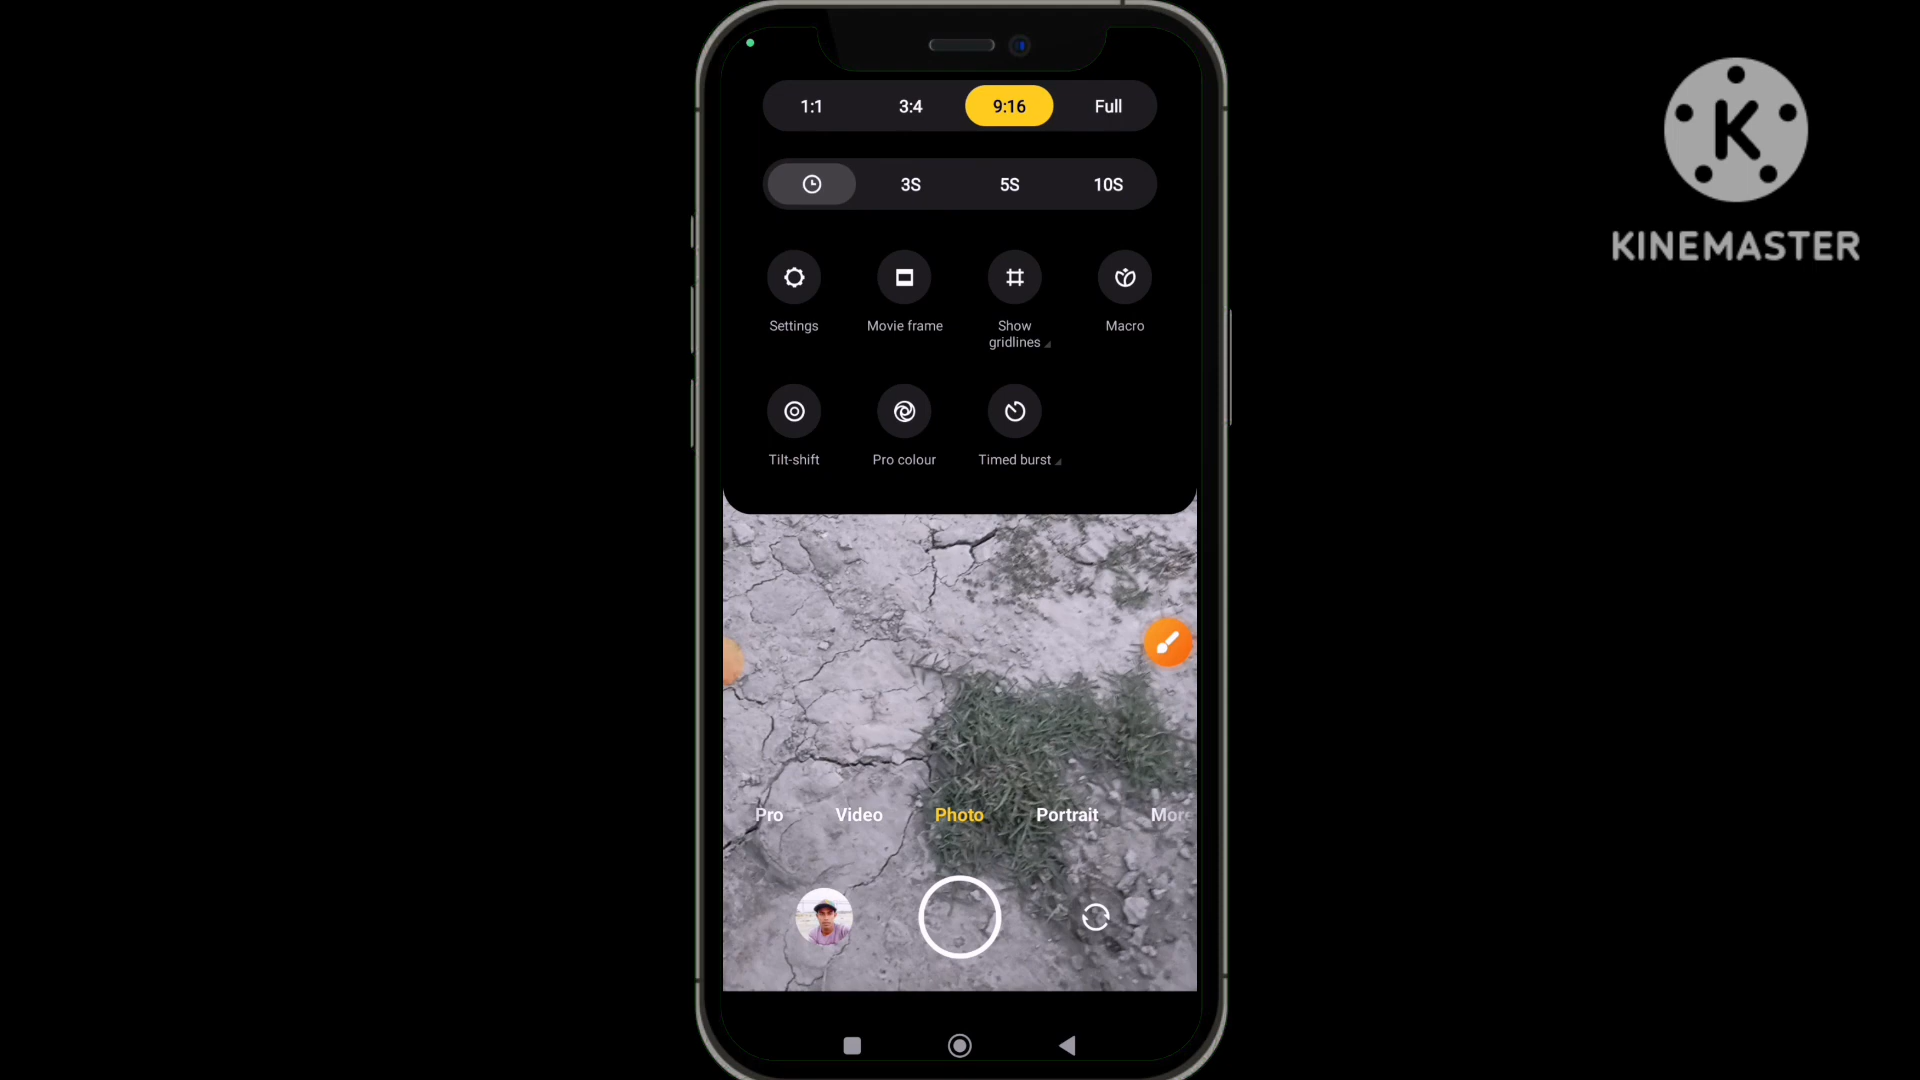 1:1 3:4 9:16 Full
3S 5S 10S
Settings Movie frame Show gridlines Macro
Tilt-shift Pro colour Timed burst
Pro Video Photo Portrait More
K
KINEMASTER